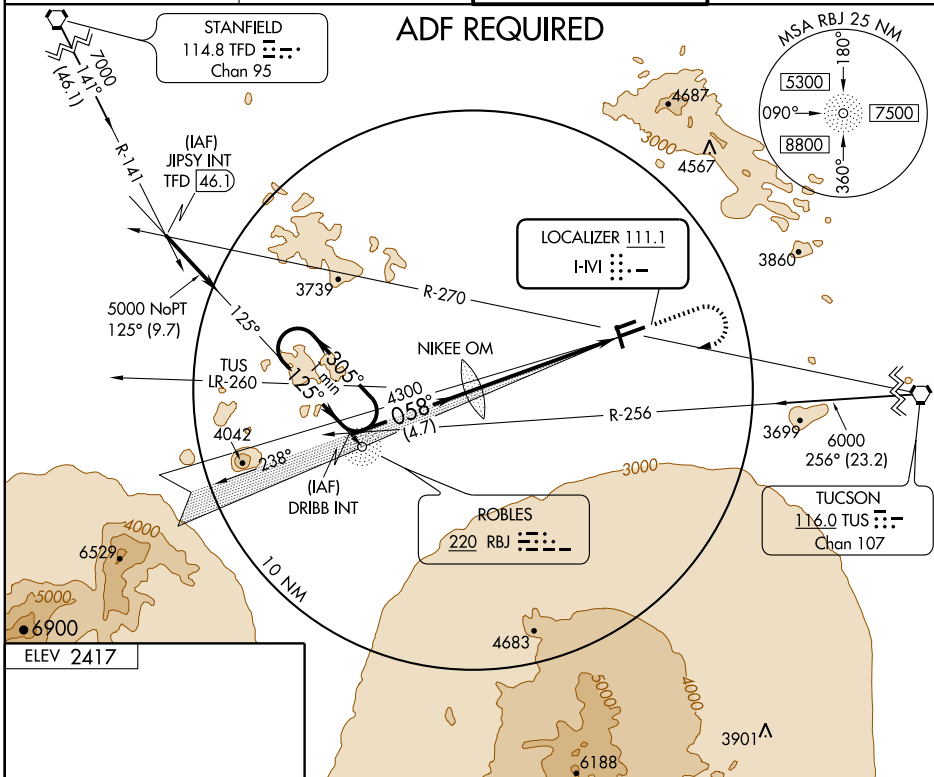 ADF REQUIRED
STANFIELD
114.8 TFD
Chan 95
7000
141°
(46.1)
R-141
MSA RBJ 25 NM
180°
5300
090°
7500
8800
360°
4687
3000
4567
(IAF)
JIPSY INT
TFD 46.1
LOCALIZER 111.1
I-IVI
3860
3739
R-270
5000 NoPT
125° (9.7)
125°
NIKEE OM
TUS
LR-260
305°
1 min
125°
4300
058°
(4.7)
R-256
3699
6000
256° (23.2)
4042
238°
(IAF)
DRIBB INT
3000
ROBLES
220 RBJ
TUCSON
116.0 TUS
Chan 107
4000
6529
5000
6900
10 NM
ELEV 2417
4683
5000
4000
3901
6188